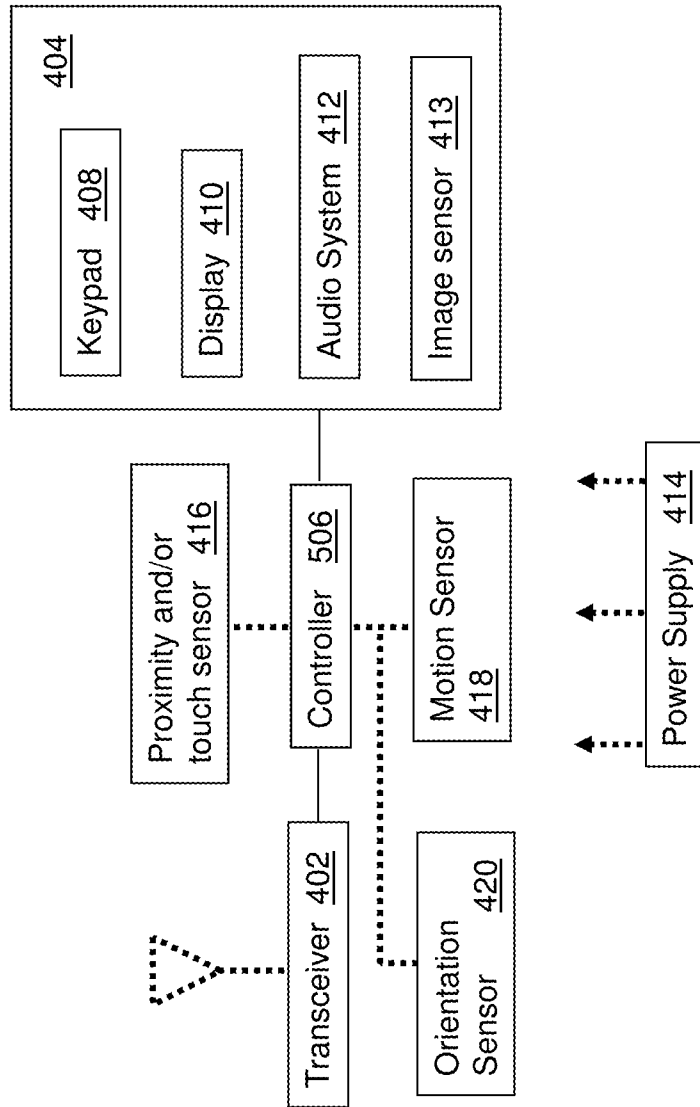 404
Keypad 408
Display 410
Audio System 412
Image sensor 413
Proximity and/or
touch sensor 416
Controller 506
Motion Sensor
418
Power Supply 414
Transceiver 402
Orientation
Sensor 420